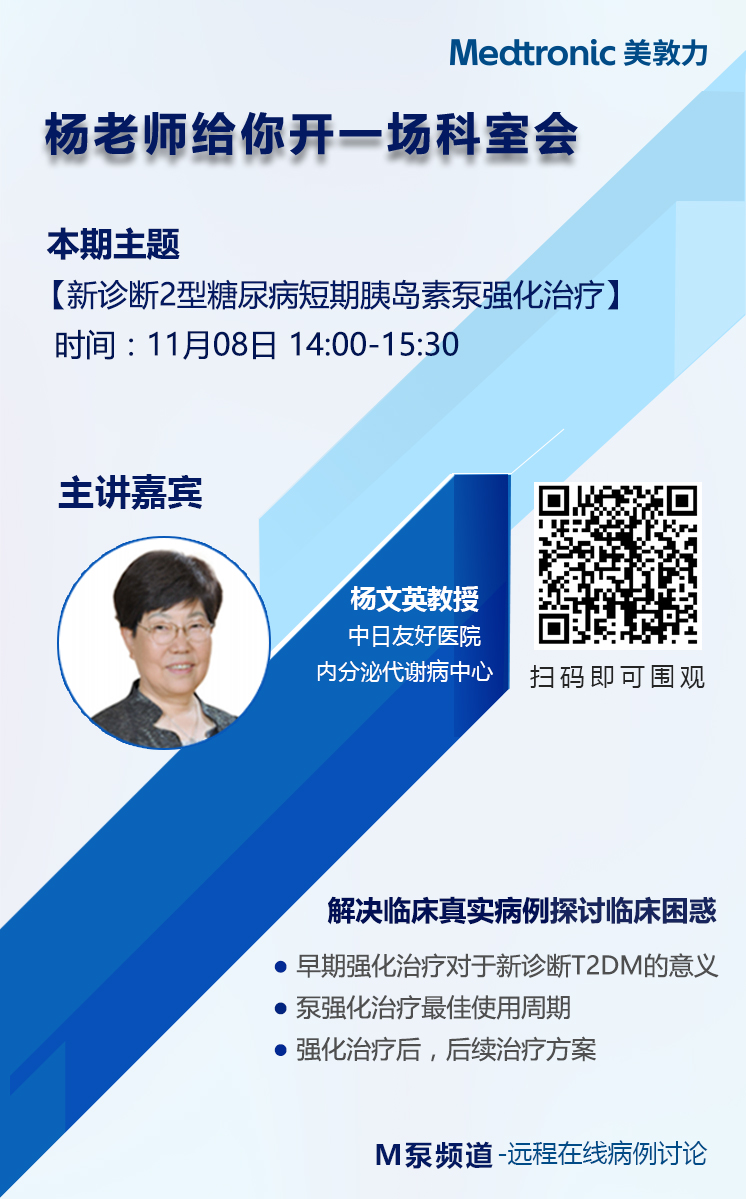 Medtronic 美敦力
杨老师给你开一场科室会
本期主题
【新诊断2型糖尿病短期胰岛素泵强化治疗】
时间：11月08日 14:00-15:30
主讲嘉宾
杨文英教授
中日友好医院
内分泌代谢病中心
扫码即可围观
解决临床真实病例探讨临床困惑
● 早期强化治疗对于新诊断T2DM的意义
● 泵强化治疗最佳使用周期
● 强化治疗后，后续治疗方案
M泵频道-远程在线病例讨论